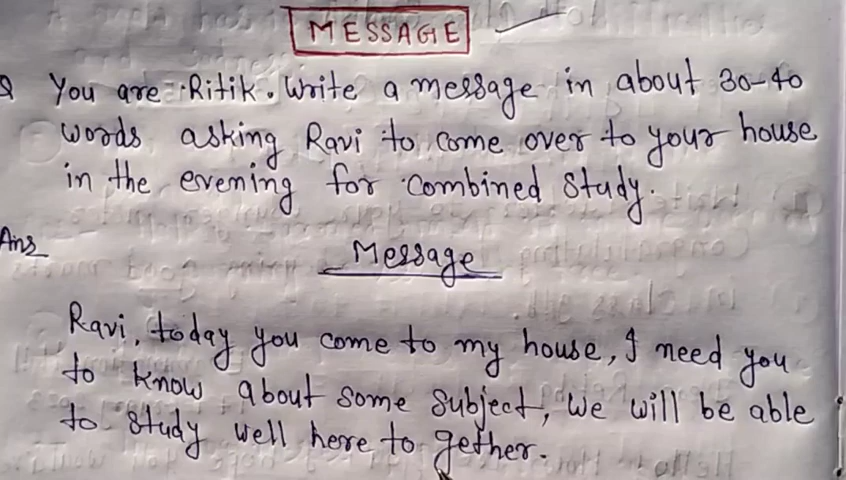 MESSAGE
Q You are Ritik. Write a message in about 30-40
words asking Ravi to come over to your house
in the evening for combined study.
Ans
Message
Ravi, today you come to my house, I need you
to know about some subject, we will be able
to study well here to gether.